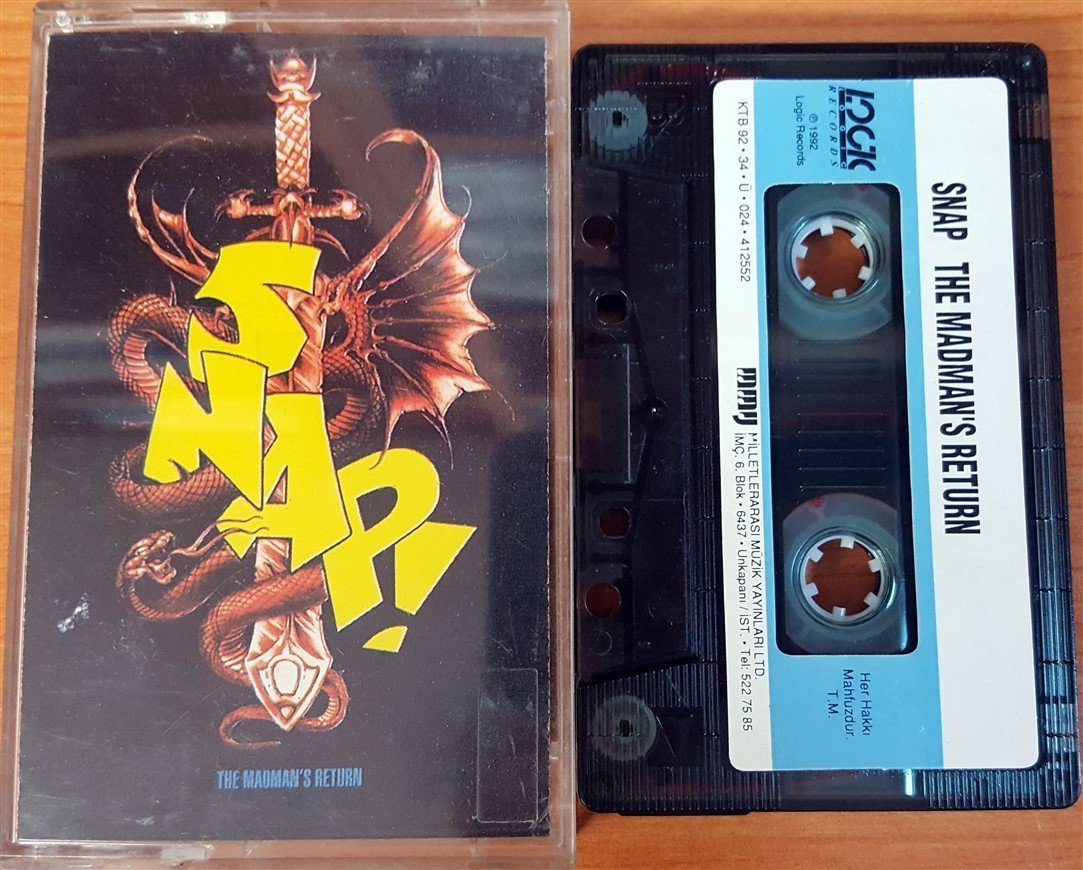 SNAP!
THE MADMAN'S RETURN
LOGIC
RECORDS
℗ 1992
Logic Records
SNAP THE MADMAN'S RETURN
KTB 92 • 34 • Ü • 024 • 412552
MMY
MİLLETLERARASI MÜZİK YAYINLARI LTD.
İMÇ. 6. Blok • 6437 • Unkapanı / İST. • Tel: 522 75 85
Her Hakkı
Mahfuzdur.
T.M.